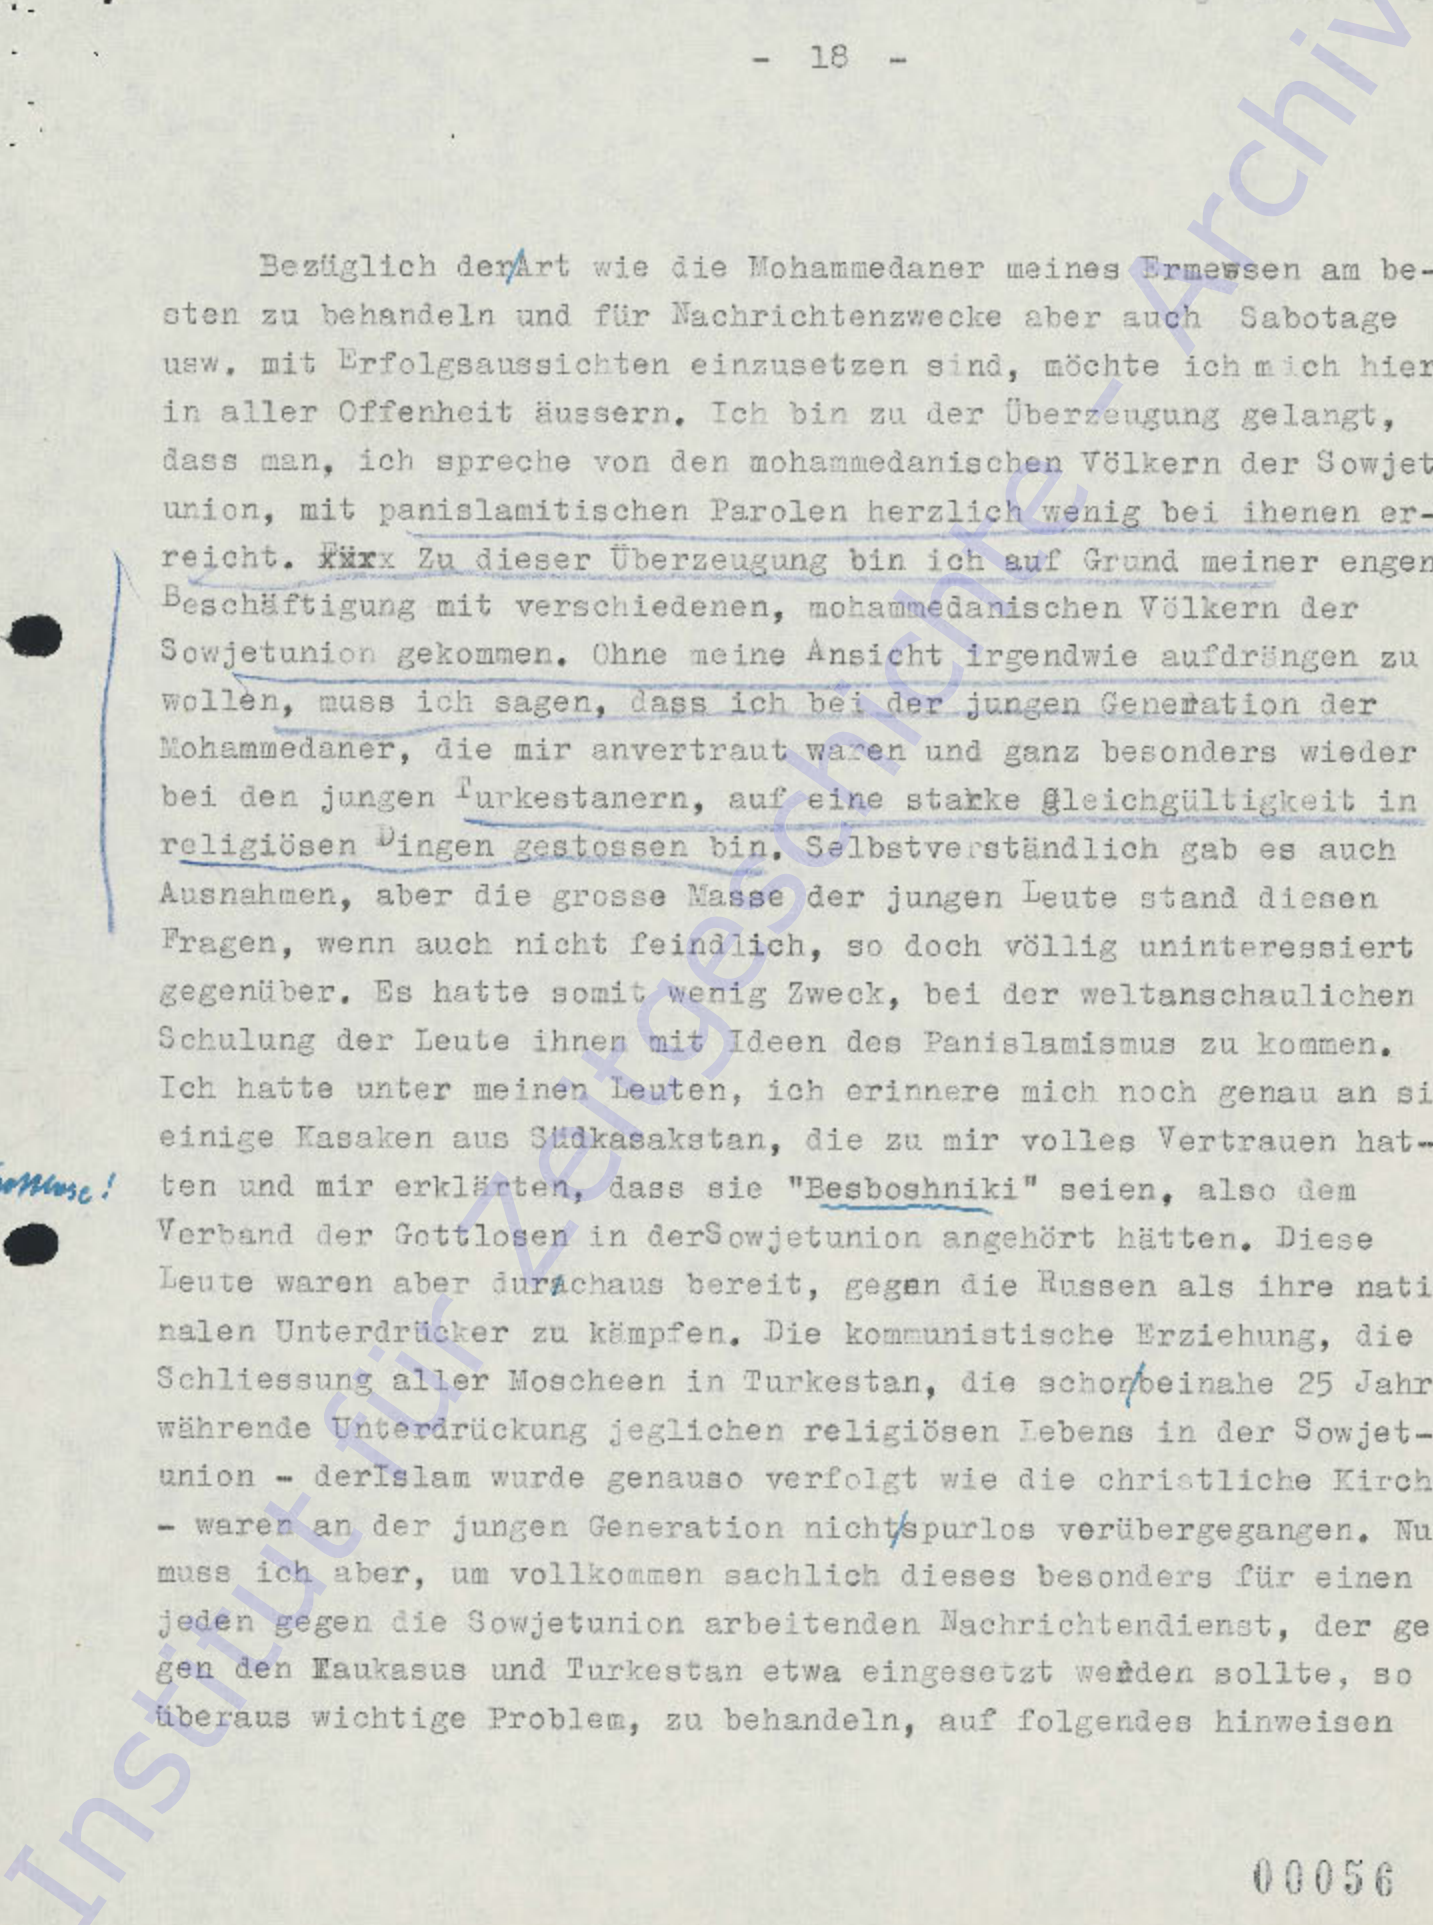 - 18 -
Bezüglich der/Art wie die Mohammedaner meines Ermewsen am be-
sten zu behandeln und für Nachrichtenzwecke aber auch Sabotage
usw. mit Erfolgsaussichten einzusetzen sind, möchte ich mich hier
in aller Offenheit äussern. Ich bin zu der Überzeugung gelangt,
dass man, ich spreche von den mohammedanischen Völkern der Sowjet
union, mit panislamitischen Parolen herzlich wenig bei ihenen er-
reicht. Fürx Zu dieser Überzeugung bin ich auf Grund meiner engen
Beschäftigung mit verschiedenen, mohammedanischen Völkern der
Sowjetunion gekommen. Ohne meine Ansicht irgendwie aufdrängen zu
wollen, muss ich sagen, dass ich bei der jungen Generation der
Mohammedaner, die mir anvertraut waren und ganz besonders wieder
bei den jungen Turkestanern, auf eine starke Gleichgültigkeit in
religiösen Dingen gestossen bin. Selbstverständlich gab es auch
Ausnahmen, aber die grosse Masse der jungen Leute stand diesen
Fragen, wenn auch nicht feindlich, so doch völlig uninteressiert
gegenüber. Es hatte somit wenig Zweck, bei der weltanschaulichen
Schulung der Leute ihnen mit Ideen des Panislamismus zu kommen.
Ich hatte unter meinen Leuten, ich erinnere mich noch genau an si
einige Kasaken aus Südkasakstan, die zu mir volles Vertrauen hat-
ten und mir erklärten, dass sie "Besboshniki" seien, also dem
Verband der Gottlosen in derSowjetunion angehört hätten. Diese
Leute waren aber durchaus bereit, gegen die Russen als ihre nati
nalen Unterdrücker zu kämpfen. Die kommunistische Erziehung, die
Schliessung aller Moscheen in Turkestan, die schon/beinahe 25 Jahr
währende Unterdrückung jeglichen religiösen Lebens in der Sowjet-
union - derIslam wurde genauso verfolgt wie die christliche Kirch
- waren an der jungen Generation nicht/spurlos vorübergegangen. Nu
muss ich aber, um vollkommen sachlich dieses besonders für einen
jeden gegen die Sowjetunion arbeitenden Nachrichtendienst, der ge
gen den Kaukasus und Turkestan etwa eingesetzt werden sollte, so
überaus wichtige Problem, zu behandeln, auf folgendes hinweisen
00056
Institut für Zeitgeschichte - Archiv